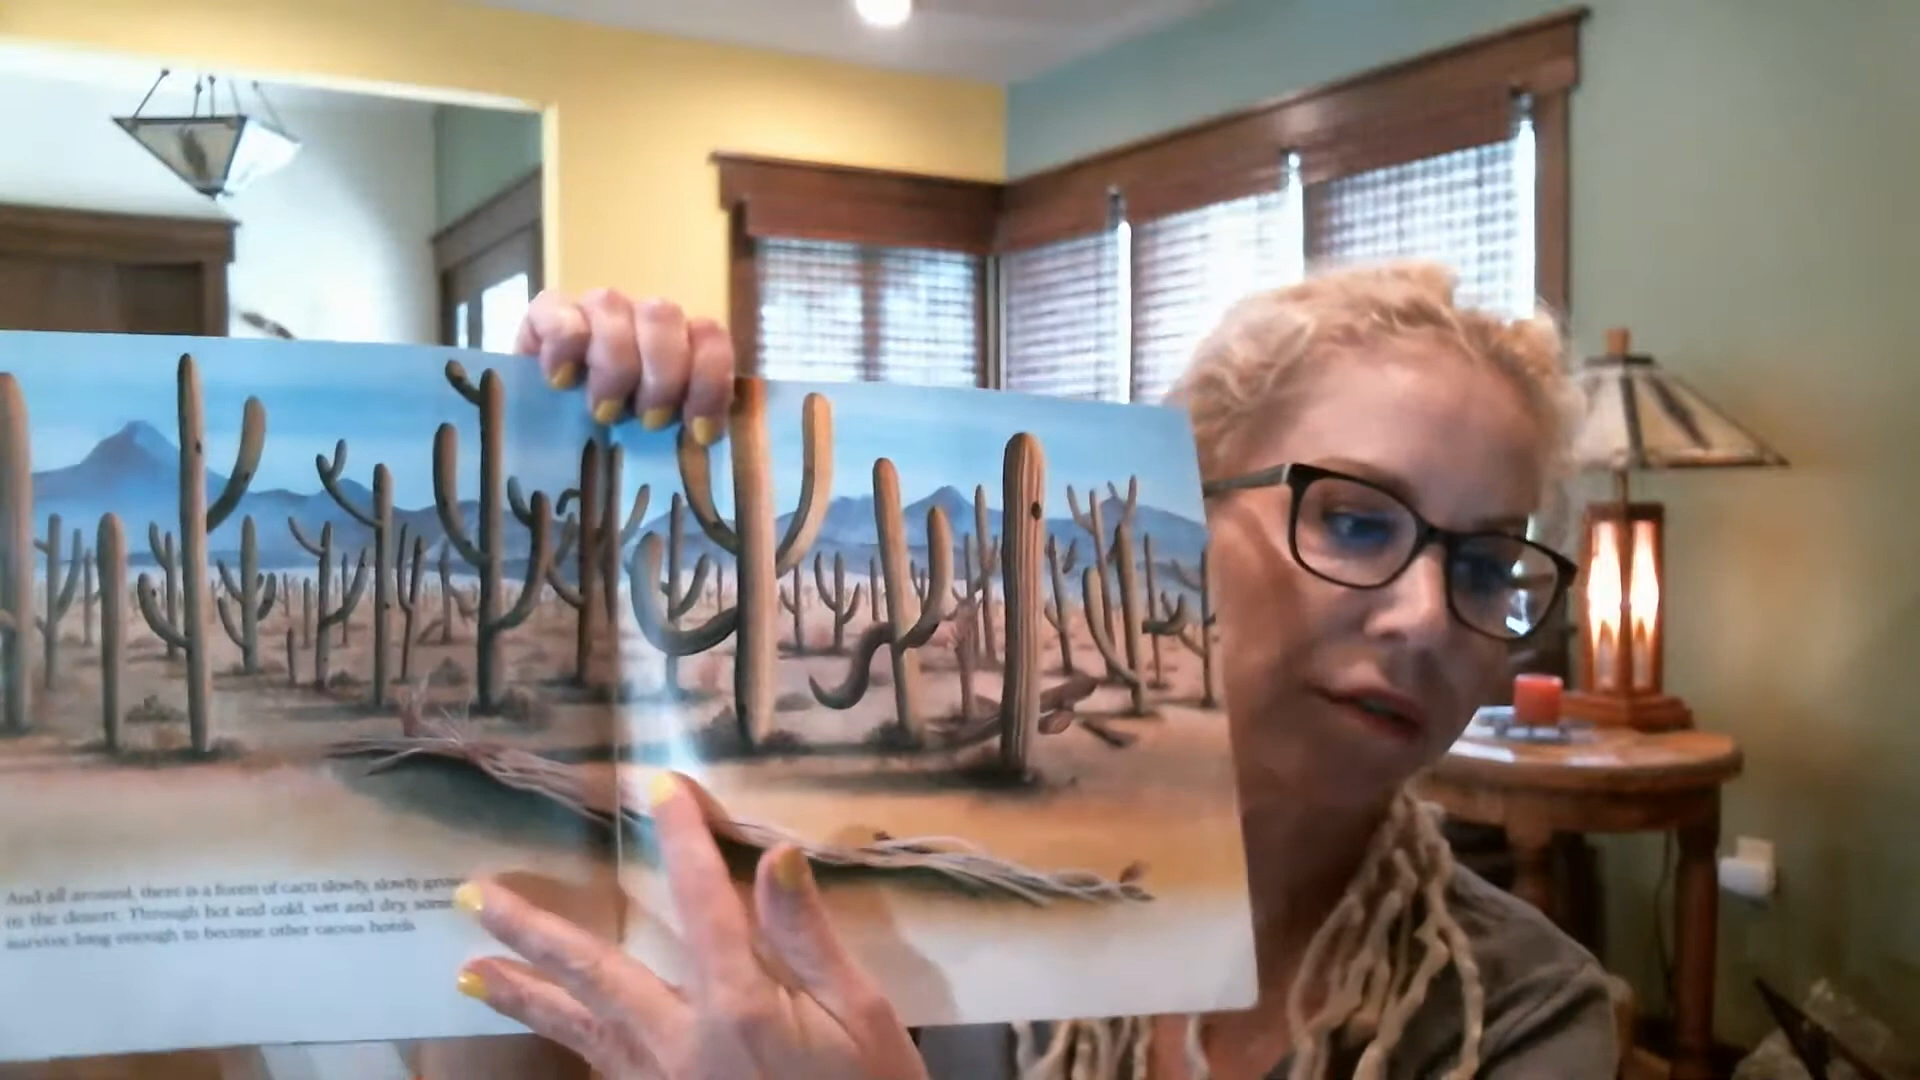 And all around, there is a forest of cacti slowly, slowly grow
in the desert. Through hot and cold, wet and dry, some
survive long enough to become other cactus hotels.